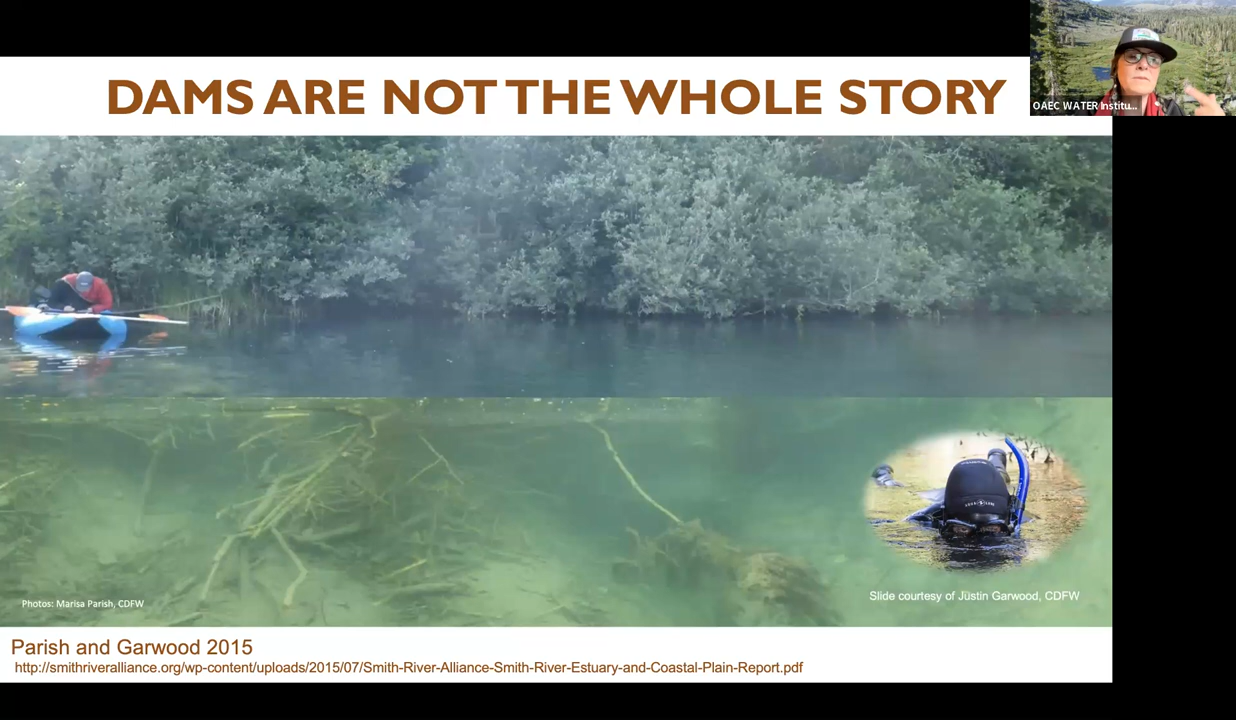 DAMS ARE NOT THE WHOLE STORY
OAEC WATER Institu...
Photos: Marisa Parish, CDFW
Slide courtesy of Justin Garwood, CDFW
Parish and Garwood 2015
http://smithriveralliance.org/wp-content/uploads/2015/07/Smith-River-Alliance-Smith-River-Estuary-and-Coastal-Plain-Report.pdf